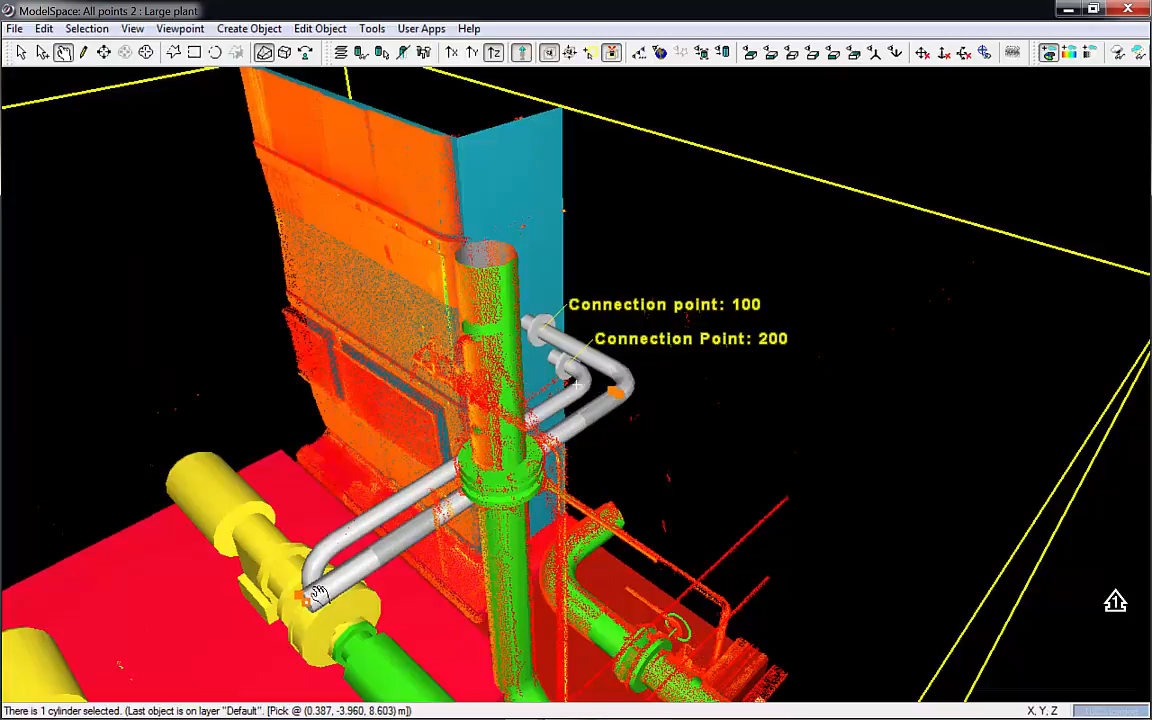 ModelSpace: All points 2 : Large plant
File Edit Selection View Viewpoint Create Object Edit Object Tools User Apps Help
Connection point: 100
Connection Point: 200
1
There is 1 cylinder selected. (Last object is on layer "Default". [Pick @ (0.387, -3.960, 8.603) m]) X, Y, Z